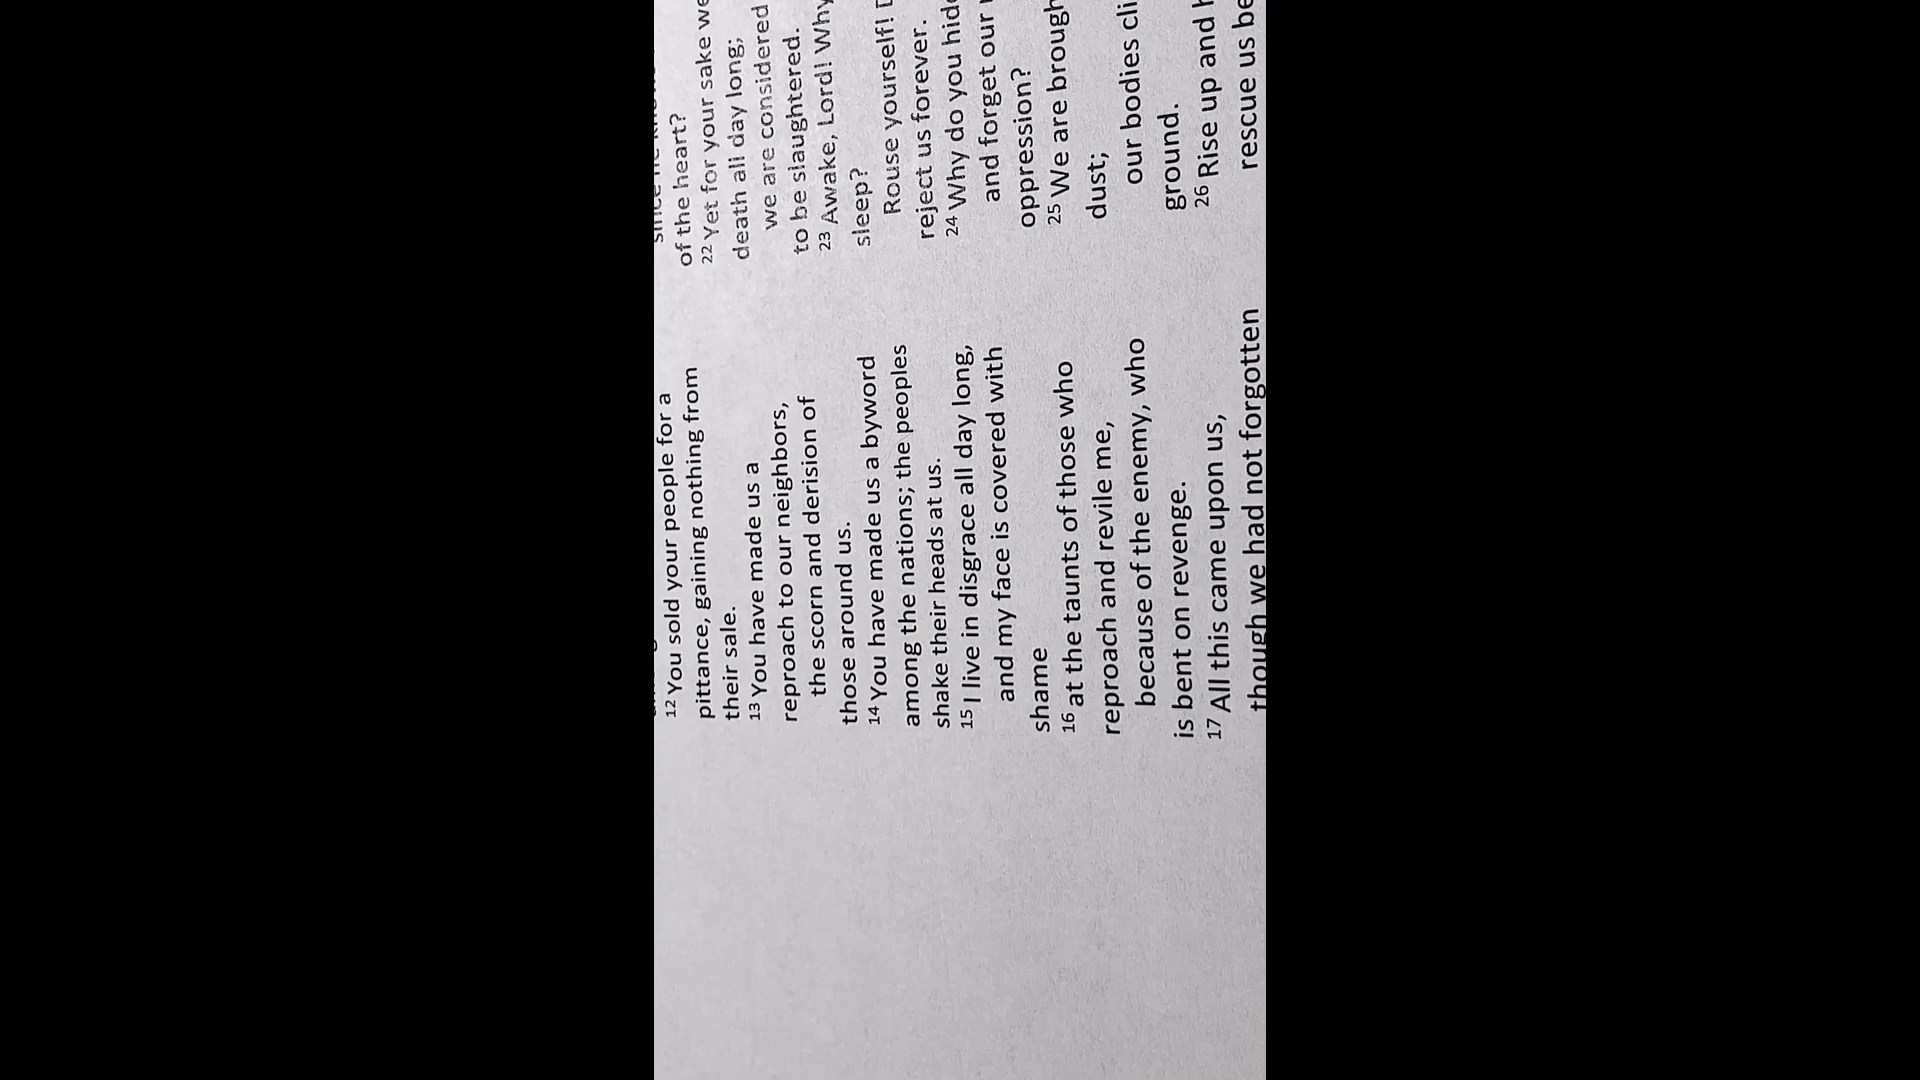 12 You sold your people for a
pittance, gaining nothing from
their sale.
13 You have made us a
reproach to our neighbors,
the scorn and derision of
those around us.
14 You have made us a byword
among the nations; the peoples
shake their heads at us.
15 I live in disgrace all day long,
and my face is covered with
shame
16 at the taunts of those who
reproach and revile me,
because of the enemy, who
is bent on revenge.
17 All this came upon us,
though we had not forgotten
of the heart?
22 Yet for your sake we
death all day long;
we are considered
to be slaughtered.
23 Awake, Lord! Why
sleep?
Rouse yourself!
reject us forever.
24 Why do you
and forget our
oppression?
25 We are
dust;
our bodies
ground.
26 Rise up and
rescue us